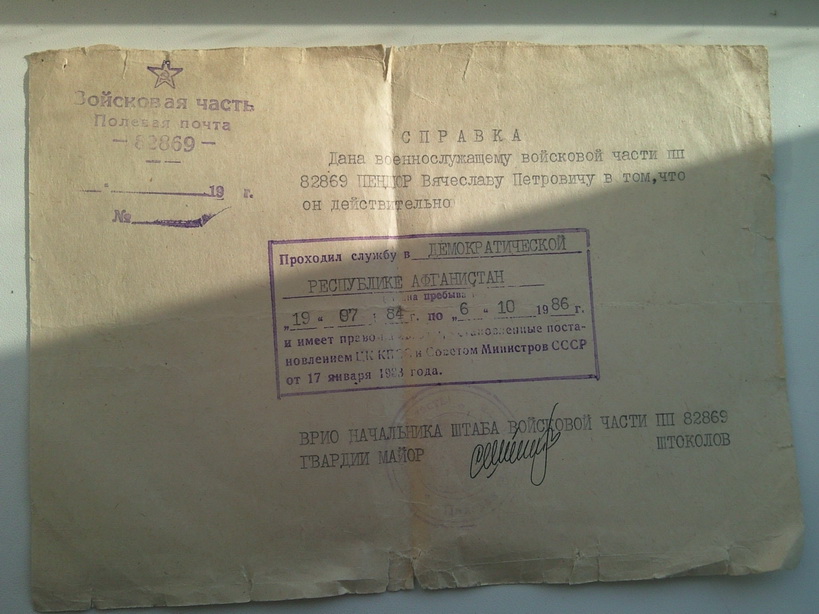 Войсковая часть
Полевая почта
— 82869 —
19 г.
№
СПРАВКА
Дана военнослужащему войсковой части ПП
82869 ПЕНДЮР Вячеславу Петровичу в том,что
он действительно
Проходил службу в ДЕМОКРАТИЧЕСКОЙ
РЕСПУБЛИКЕ АФГАНИСТАН
„19 “ 07 84 г. по „6 “ 10 1986 г.
и имеет право поста-
новлением ЦК КПСС и Советом Министров СССР
от 17 января 1983 года.
ВРИО НАЧАЛЬНИКА ШТАБА ВОЙСКОВОЙ ЧАСТИ ПП 82869
ГВАРДИИ МАЙОР ШТОКОЛОВ